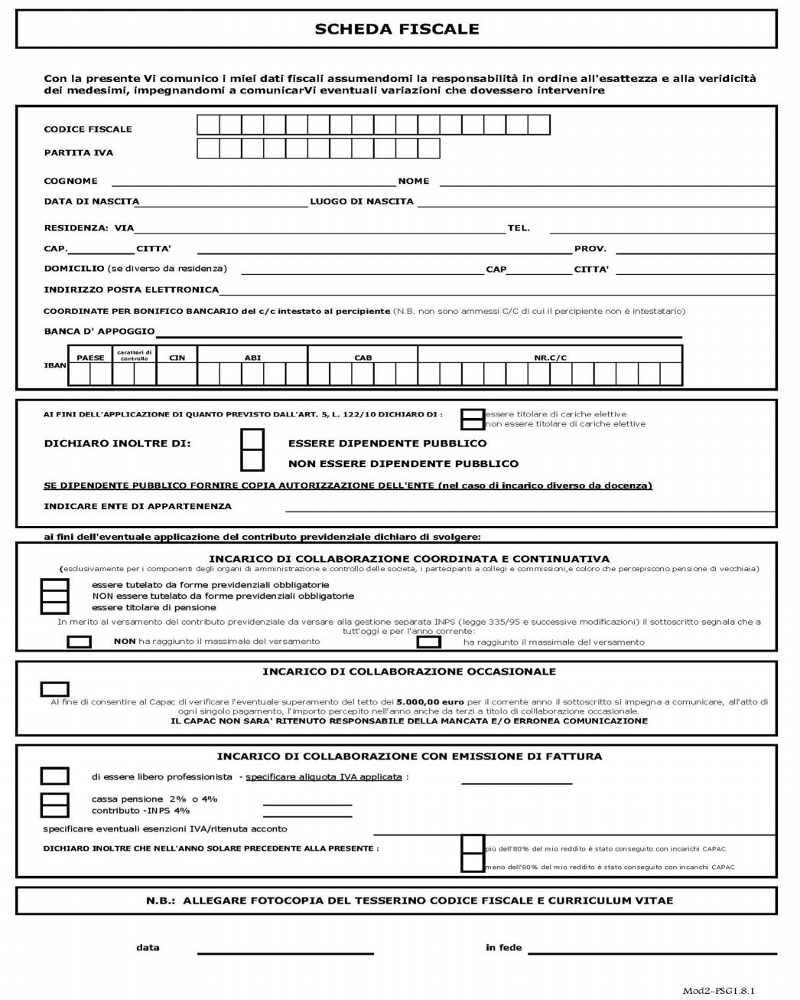 SCHEDA FISCALE
Con la presente Vi comunico i miei dati fiscali assumendomi la responsabilità in ordine all'esattezza e alla veridicità
dei medesimi, impegnandomi a comunicarVi eventuali variazioni che dovessero intervenire
CODICE FISCALE
PARTITA IVA
COGNOME NOME
DATA DI NASCITA LUOGO DI NASCITA
RESIDENZA: VIA TEL.
CAP. CITTA' PROV.
DOMICILIO (se diverso da residenza) CAP CITTA'
INDIRIZZO POSTA ELETTRONICA
COORDINATE PER BONIFICO BANCARIO del c/c intestato al percipiente (N.B. non sono ammessi C/C di cui il percipiente non è intestatario)
BANCA D' APPOGGIO
PAESE caratteri di controllo CIN ABI CAB NR.C/C
IBAN
AI FINI DELL'APPLICAZIONE DI QUANTO PREVISTO DALL'ART. 5, L. 122/10 DICHIARO DI : essere titolare di cariche elettive
non essere titolare di cariche elettive
DICHIARO INOLTRE DI: ESSERE DIPENDENTE PUBBLICO
NON ESSERE DIPENDENTE PUBBLICO
SE DIPENDENTE PUBBLICO FORNIRE COPIA AUTORIZZAZIONE DELL'ENTE (nel caso di incarico diverso da docenza)
INDICARE ENTE DI APPARTENENZA
ai fini dell'eventuale applicazione del contributo previdenziale dichiaro di svolgere:
INCARICO DI COLLABORAZIONE COORDINATA E CONTINUATIVA
(esclusivamente per i componenti degli organi di amministrazione e controllo delle società, i partecipanti a collegi e commissioni,e coloro che percepiscono pensione di vecchiaia)
essere tutelato da forme previdenziali obbligatorie
NON essere tutelato da forme previdenziali obbligatorie
essere titolare di pensione
In merito al versamento del contributo previdenziale da versare alla gestione separata INPS (legge 335/95 e successive modificazioni) il sottoscritto segnala che a
tutt'oggi e per l'anno corrente:
NON ha raggiunto il massimale del versamento ha raggiunto il massimale del versamento
INCARICO DI COLLABORAZIONE OCCASIONALE
Al fine di consentire al Capac di verificare l'eventuale superamento del tetto dei 5.000,00 euro per il corrente anno il sottoscritto si impegna a comunicare, all'atto di
ogni singolo pagamento, l'importo percepito nell'anno anche da terzi a titolo di colllaborazione occasionale.
IL CAPAC NON SARA' RITENUTO RESPONSABILE DELLA MANCATA E/O ERRONEA COMUNICAZIONE
INCARICO DI COLLABORAZIONE CON EMISSIONE DI FATTURA
di essere libero professionista - specificare aliquota IVA applicata :
cassa pensione 2% o 4%
contributo -INPS 4%
specificare eventuali esenzioni IVA/ritenuta acconto
DICHIARO INOLTRE CHE NELL'ANNO SOLARE PRECEDENTE ALLA PRESENTE : più dell'80% del mio reddito è stato conseguito con incarichi CAPAC
meno dell'80% del mio reddito è stato conseguito con incarichi CAPAC
N.B.: ALLEGARE FOTOCOPIA DEL TESSERINO CODICE FISCALE E CURRICULUM VITAE
data in fede
Mod2-PSG1.8.1